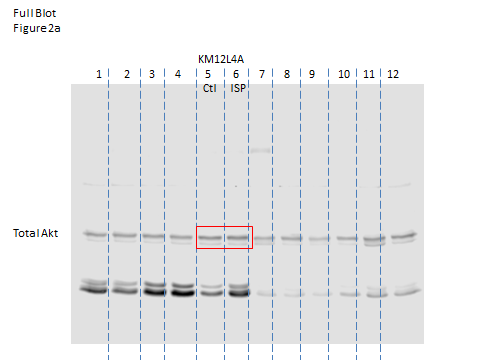 Full Blot
Figure 2a
KM12L4A
1 2 3 4 5 6 7 8 9 10 11 12
Ctl ISP
Total Akt